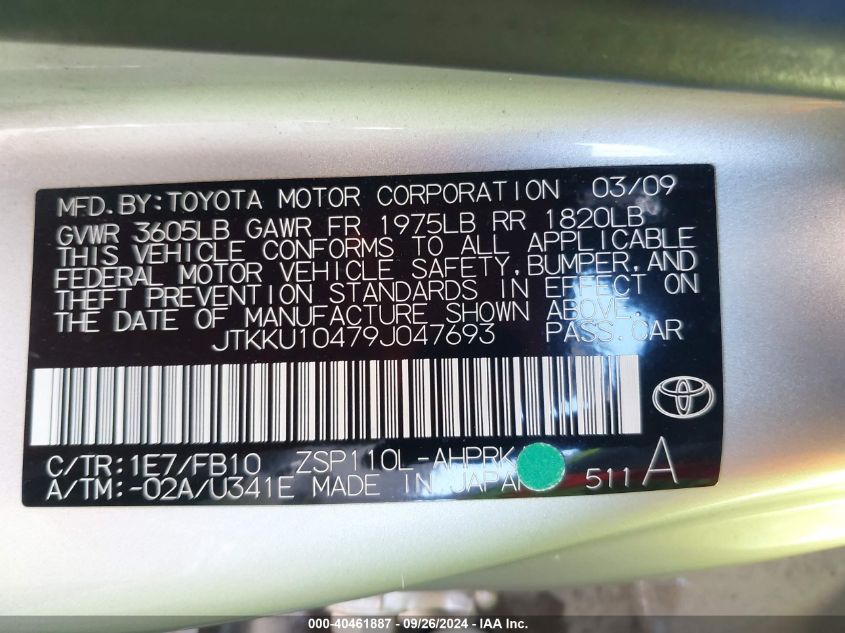 MFD.BY:TOYOTA MOTOR CORPORATION 03/09
GVWR 3605LB GAWR FR 1975LB RR 1820LB
THIS VEHICLE CONFORMS TO ALL APPLICABLE
FEDERAL MOTOR VEHICLE SAFETY,BUMPER,AND
THEFT PREVENTION STANDARDS IN EFFECT ON
THE DATE OF MANUFACTURE SHOWN ABOVE.
JTKKU10479J047693 PASS.CAR
C/TR:1E7/FB10 ZSP110L-AHPRK
A/TM:-02A/U341E MADE IN JAPAN 511A
000-40461887 - 09/26/2024 - IAA Inc.